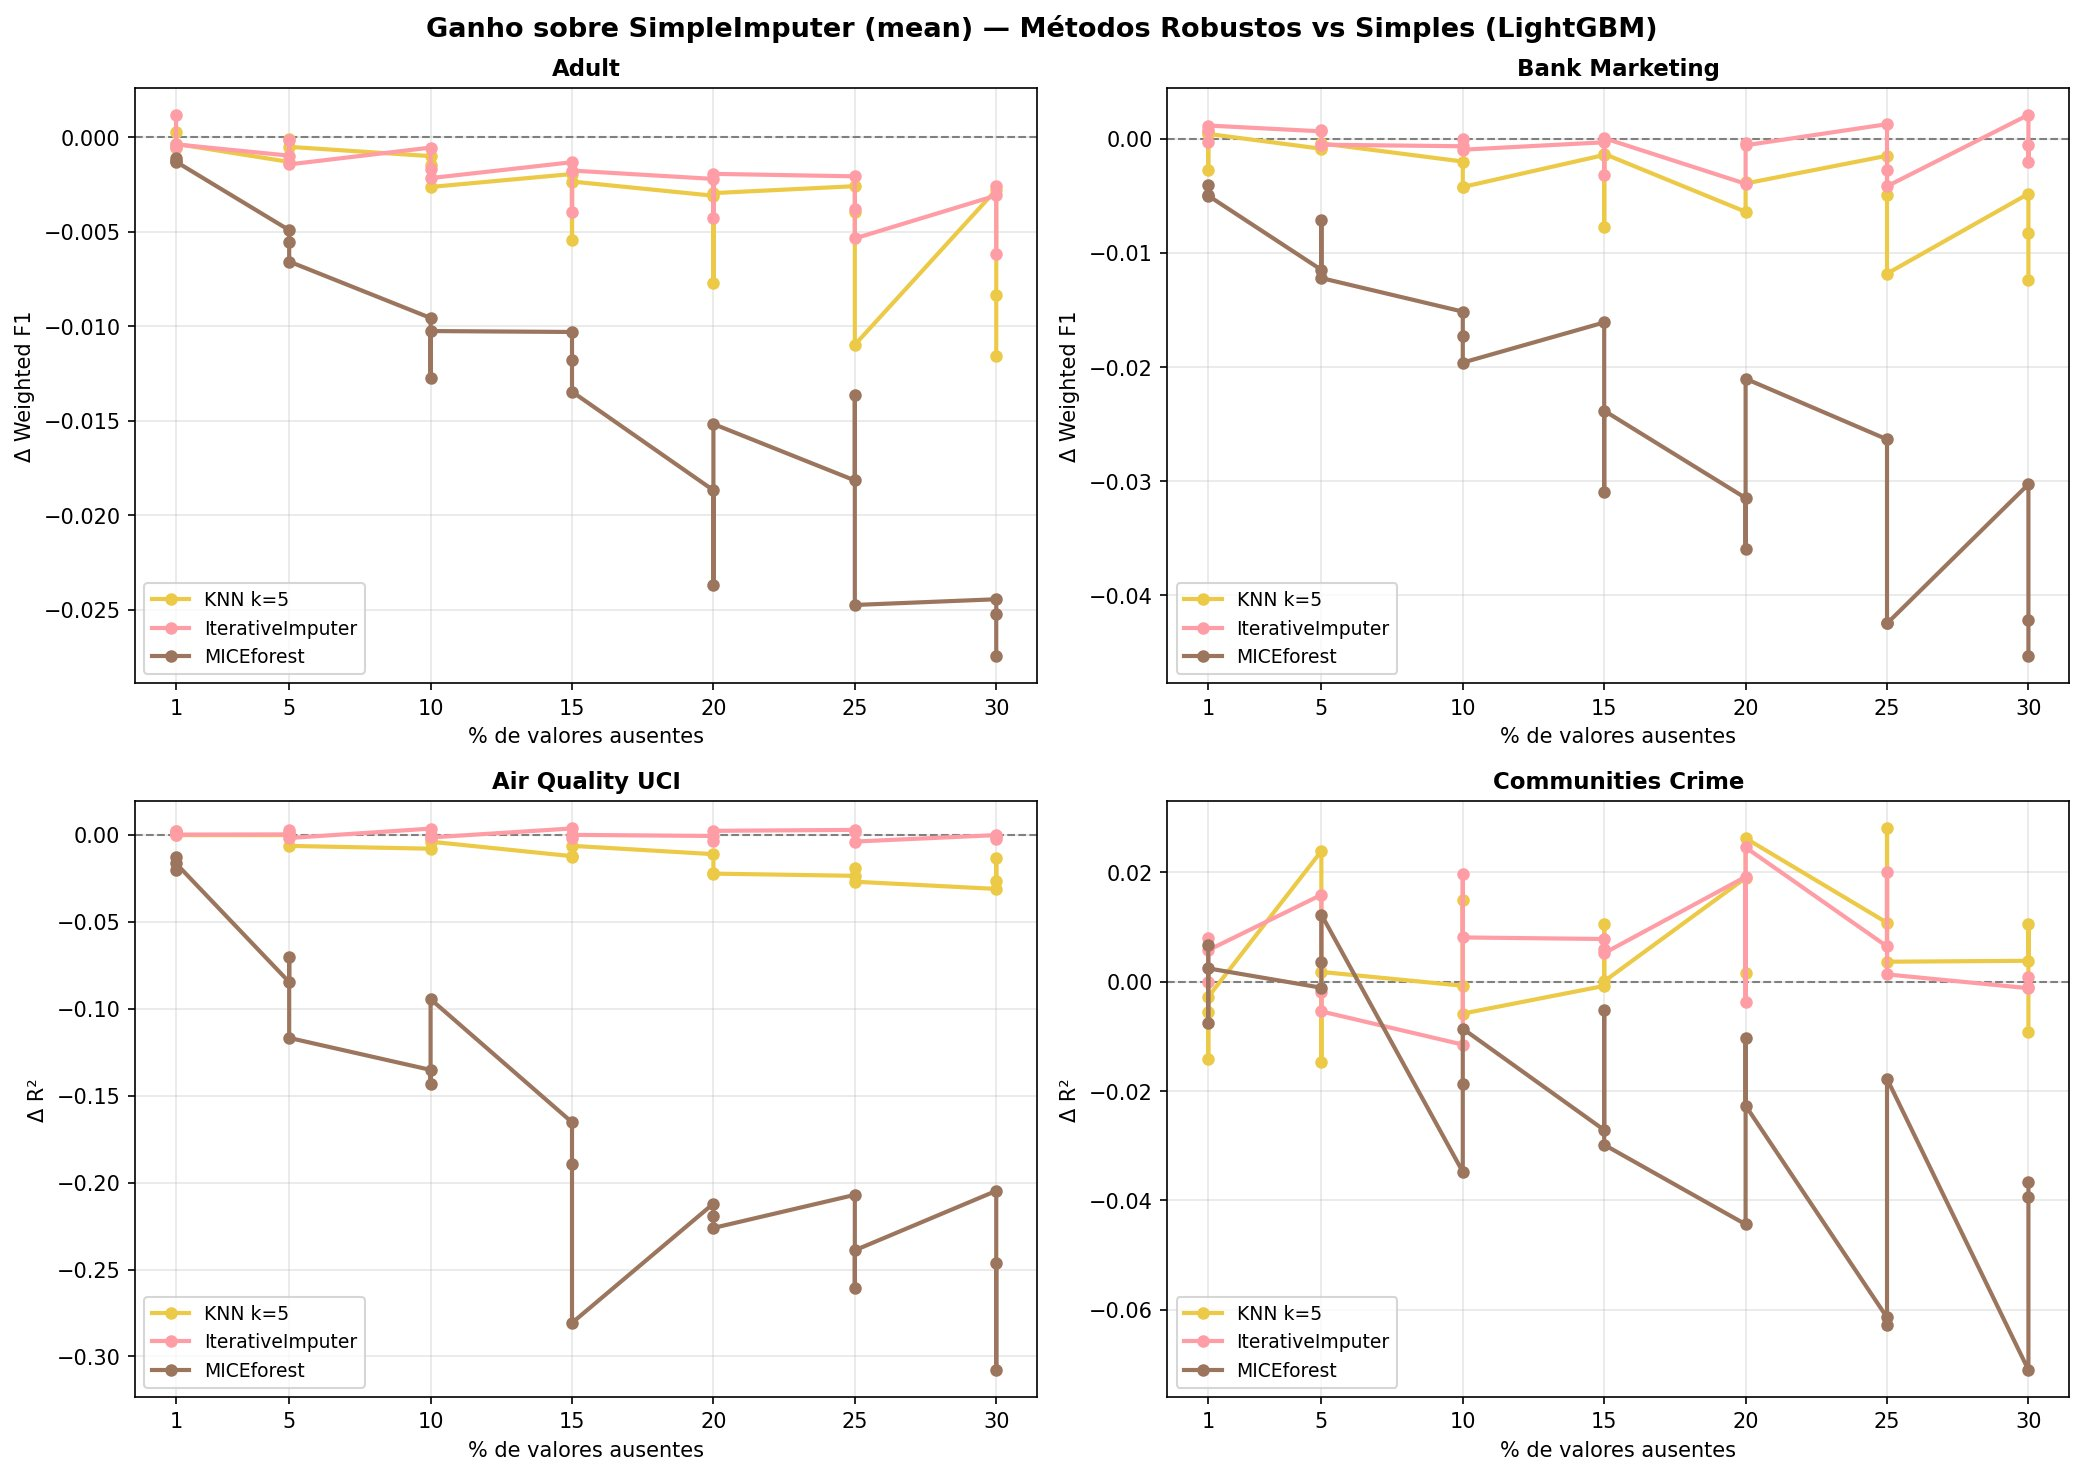 Ganho sobre SimpleImputer (mean) — Métodos Robustos vs Simples (LightGBM)
Adult
Δ Weighted F1
0.000
−0.005
−0.010
−0.015
−0.020
−0.025
KNN k=5
IterativeImputer
MICEforest
1 5 10 15 20 25 30
% de valores ausentes
Bank Marketing
Δ Weighted F1
0.00
−0.01
−0.02
−0.03
−0.04
KNN k=5
IterativeImputer
MICEforest
1 5 10 15 20 25 30
% de valores ausentes
Air Quality UCI
Δ R²
0.00
−0.05
−0.10
−0.15
−0.20
−0.25
−0.30
KNN k=5
IterativeImputer
MICEforest
1 5 10 15 20 25 30
% de valores ausentes
Communities Crime
Δ R²
0.02
0.00
−0.02
−0.04
−0.06
KNN k=5
IterativeImputer
MICEforest
1 5 10 15 20 25 30
% de valores ausentes